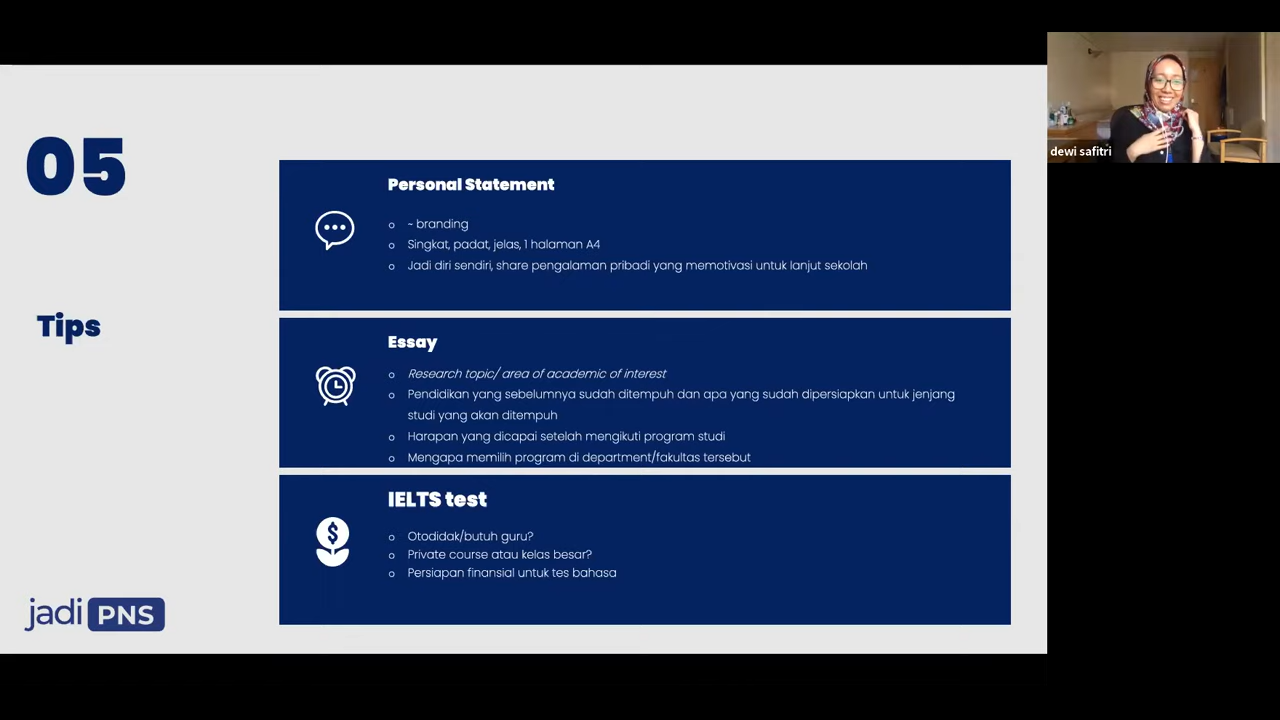 05
Tips
Personal Statement
~ branding
Singkat, padat, jelas, 1 halaman A4
Jadi diri sendiri, share pengalaman pribadi yang memotivasi untuk lanjut sekolah
Essay
Research topic/ area of academic of interest
Pendidikan yang sebelumnya sudah ditempuh dan apa yang sudah dipersiapkan untuk jenjang
studi yang akan ditempuh
Harapan yang dicapai setelah mengikuti program studi
Mengapa memilih program di department/fakultas tersebut
IELTS test
$
Otodidak/butuh guru?
Private course atau kelas besar?
Persiapan finansial untuk tes bahasa
jadi PNS
dewi safitri